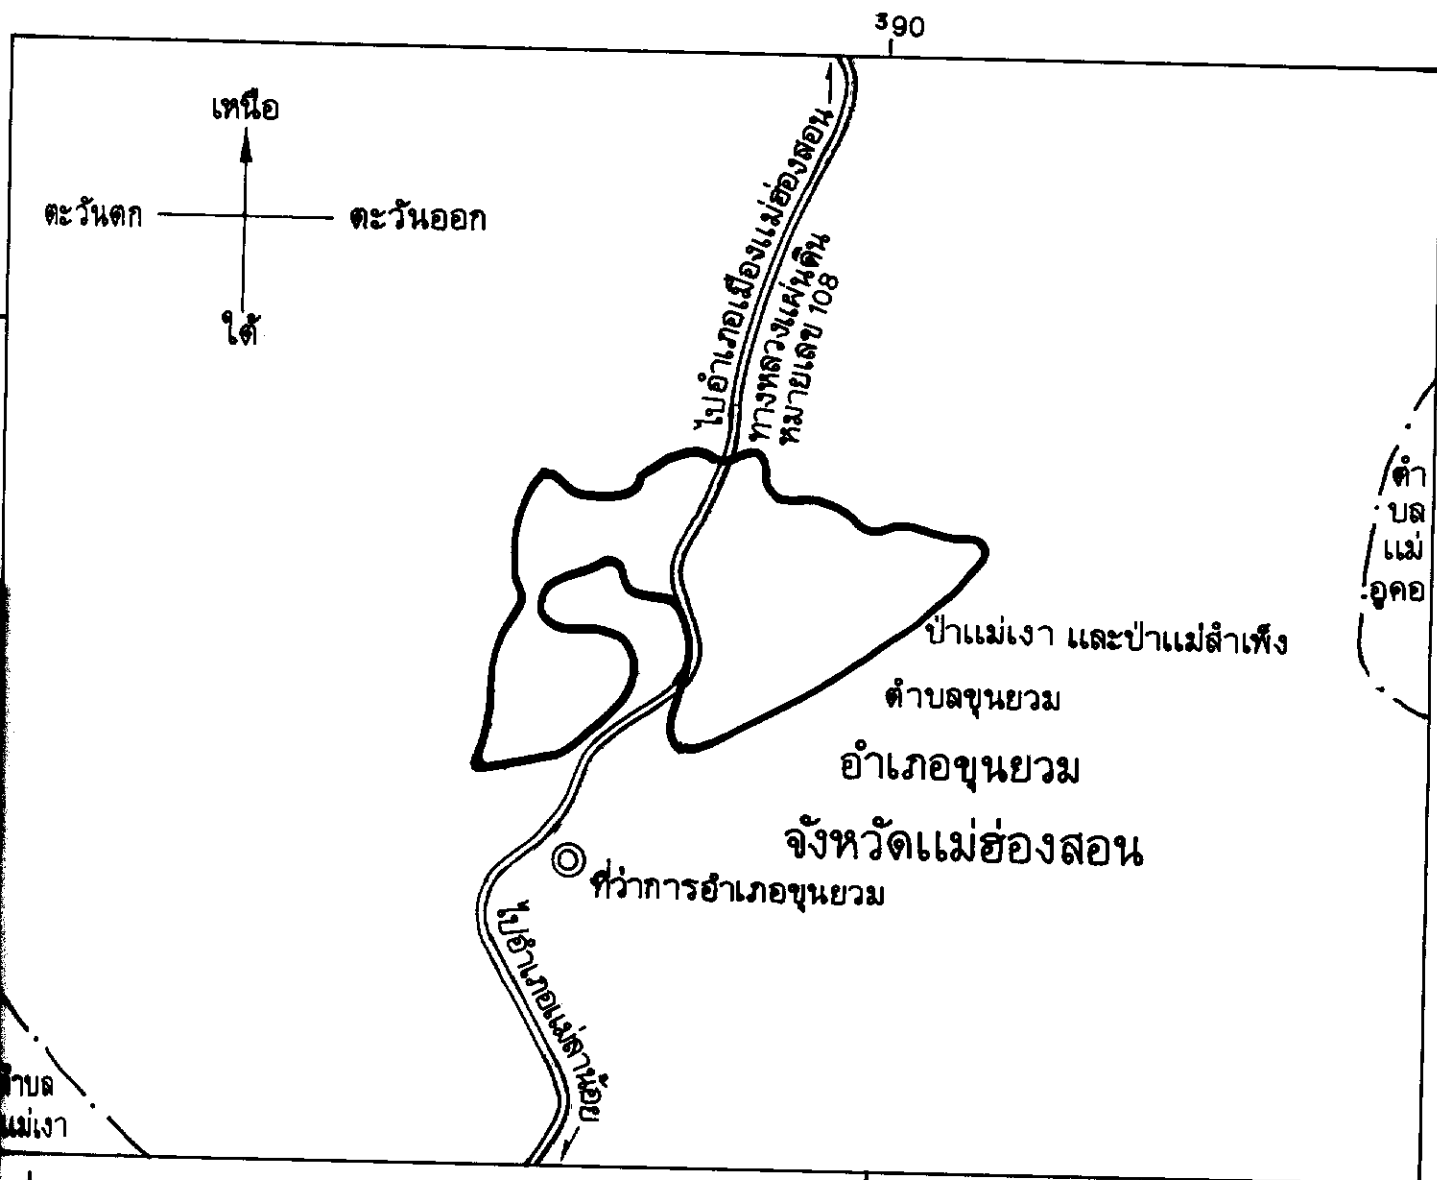 ³90
เหนือ
ตะวันตก
ตะวันออก
ใต้
ไปอำเภอเมืองแม่ฮ่องสอน
ทางหลวงแผ่นดิน
หมายเลข 108
ตำ
บล
แม่
อูคอ
ป่าแม่เงา และป่าแม่สำเพ็ง
ตำบลขุนยวม
อำเภอขุนยวม
จังหวัดแม่ฮ่องสอน
ที่ว่าการอำเภอขุนยวม
ไปอำเภอแม่ลาน้อย
ตำบล
แม่เงา